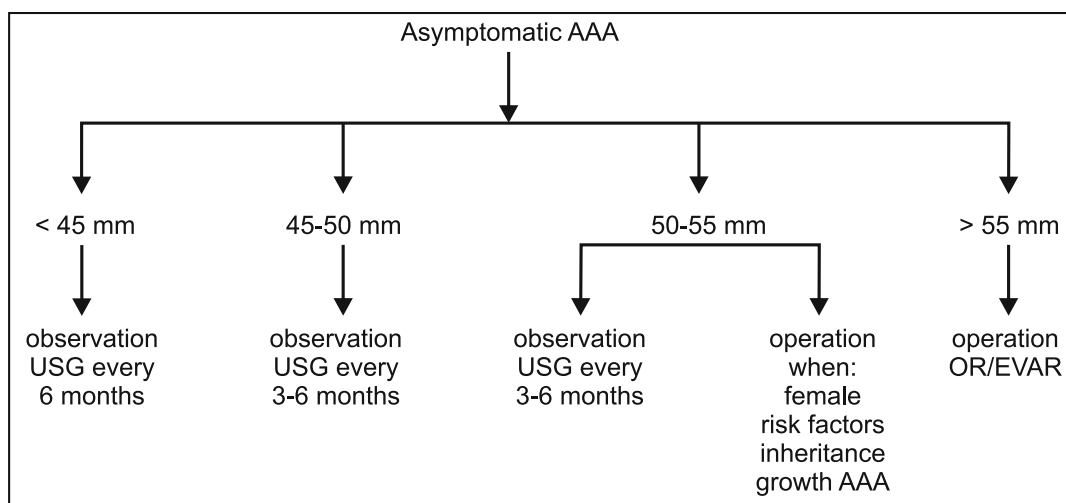 Asymptomatic AAA
< 45 mm
45-50 mm
50-55 mm
> 55 mm
observation
USG every
6 months
observation
USG every
3-6 months
observation
USG every
3-6 months
operation
when:
female
risk factors
inheritance
growth AAA
operation
OR/EVAR